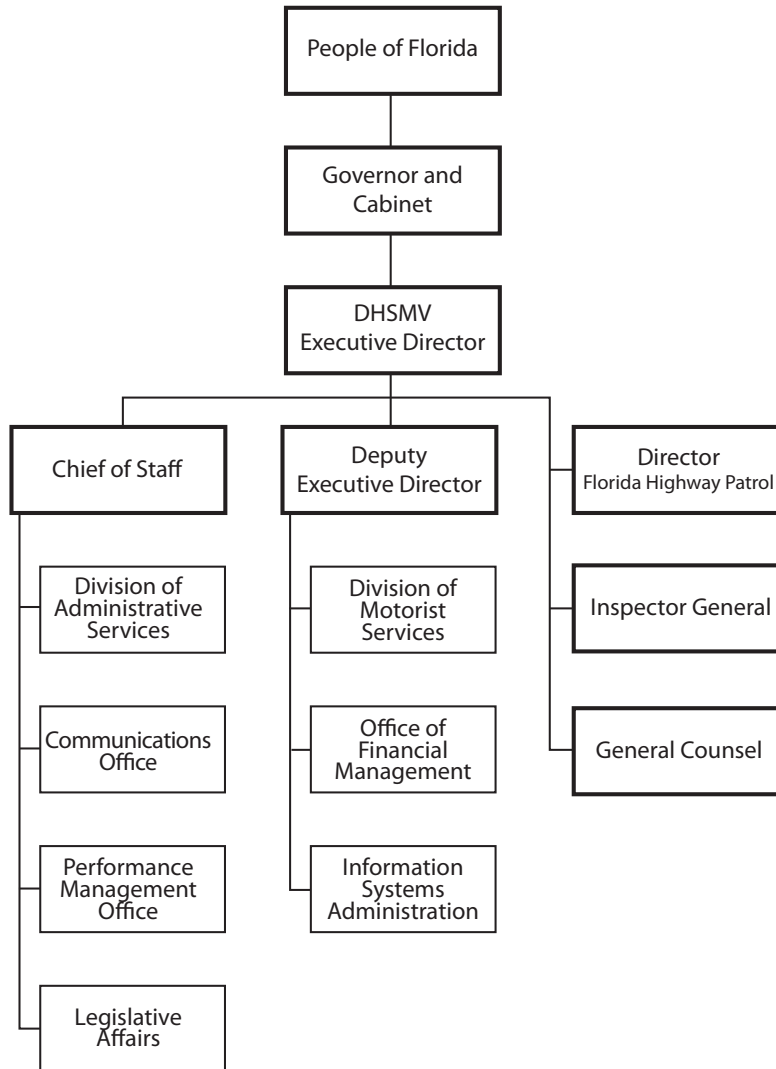 People of Florida
Governor and
Cabinet
DHSMV
Executive Director
Chief of Staff
Division of
Administrative
Services
Communications
Office
Performance
Management
Office
Legislative
Affairs
Deputy
Executive Director
Division of
Motorist
Services
Office of
Financial
Management
Information
Systems
Administration
Director
Florida Highway Patrol
Inspector General
General Counsel